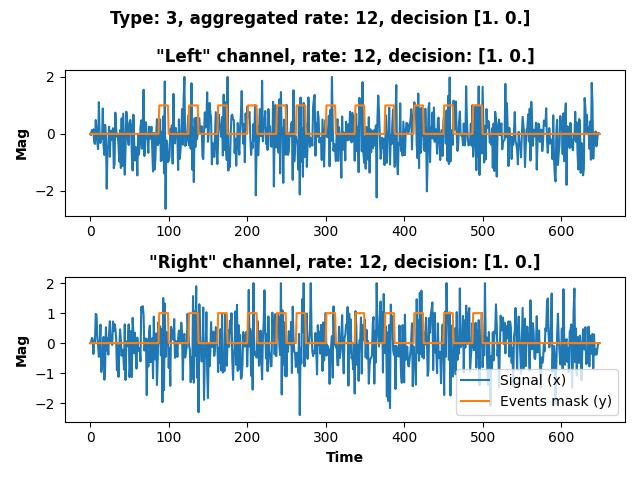 Type: 3, aggregated rate: 12, decision [1. 0.]
"Left" channel, rate: 12, decision: [1. 0.]
Mag
2
0
−2
0 100 200 300 400 500 600
"Right" channel, rate: 12, decision: [1. 0.]
Mag
2
1
0
−1
−2
Signal (x)
Events mask (y)
0 100 200 300 400 500 600
Time